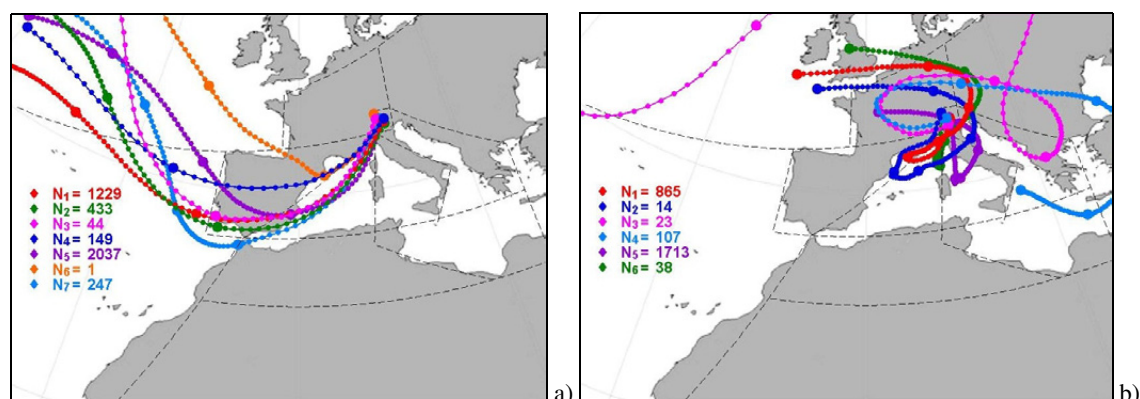 N1 = 1229
N2 = 433
N3 = 44
N4 = 149
N5 = 2037
N6 = 1
N7 = 247
a)
N1 = 865
N2 = 14
N3 = 23
N4 = 107
N5 = 1713
N6 = 38
b)